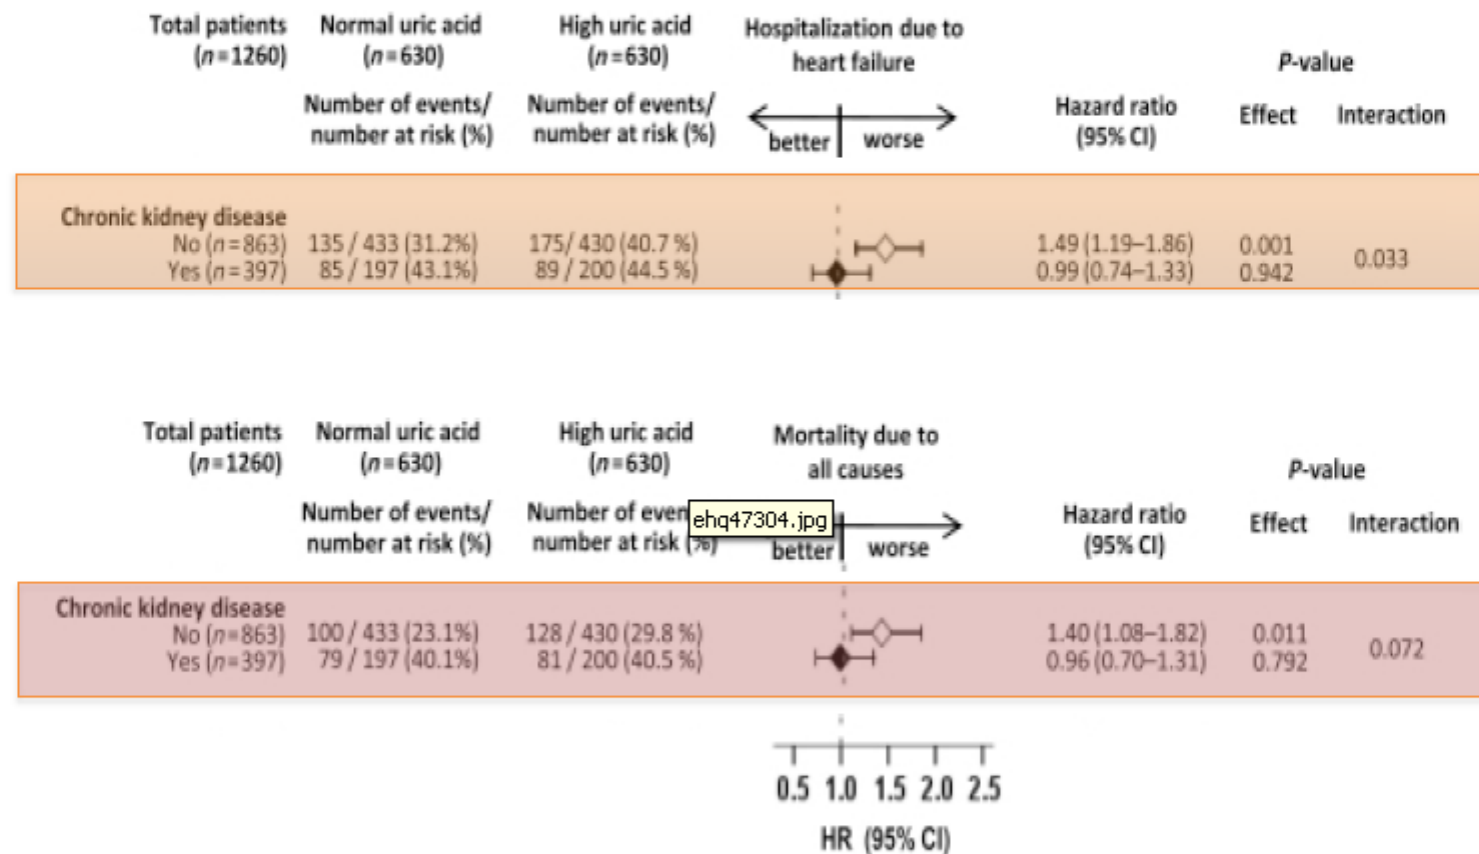 Total patients Normal uric acid High uric acid Hospitalization due to
(n=1260) (n=630) (n=630) heart failure P-value
Number of events/ Number of events/ Hazard ratio Effect Interaction
number at risk (%) number at risk (%) better worse (95% CI)
Chronic kidney disease
No (n=863) 135 / 433 (31.2%) 175/ 430 (40.7 %) 1.49 (1.19–1.86) 0.001
Yes (n=397) 85 / 197 (43.1%) 89 / 200 (44.5 %) 0.99 (0.74–1.33) 0.942 0.033
Total patients Normal uric acid High uric acid Mortality due to
(n=1260) (n=630) (n=630) all causes P-value
Number of events/ Number of even ehq47304.jpg Hazard ratio Effect Interaction
number at risk (%) number at risk (%) better worse (95% CI)
Chronic kidney disease
No (n=863) 100 / 433 (23.1%) 128 / 430 (29.8 %) 1.40 (1.08–1.82) 0.011
Yes (n=397) 79 / 197 (40.1%) 81 / 200 (40.5 %) 0.96 (0.70–1.31) 0.792 0.072
0.5 1.0 1.5 2.0 2.5
HR (95% CI)